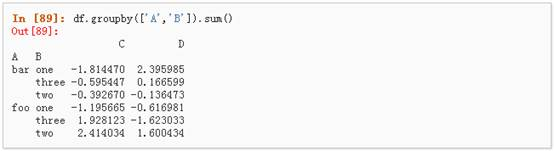 In [89]: df.groupby(['A','B']).sum()
Out[89]:
                  C         D
A   B
bar one   -1.814470  2.395985
    three -0.595447  0.166599
    two   -0.392670 -0.136473
foo one   -1.195665 -0.616981
    three  1.928123 -1.623033
    two    2.414034  1.600434